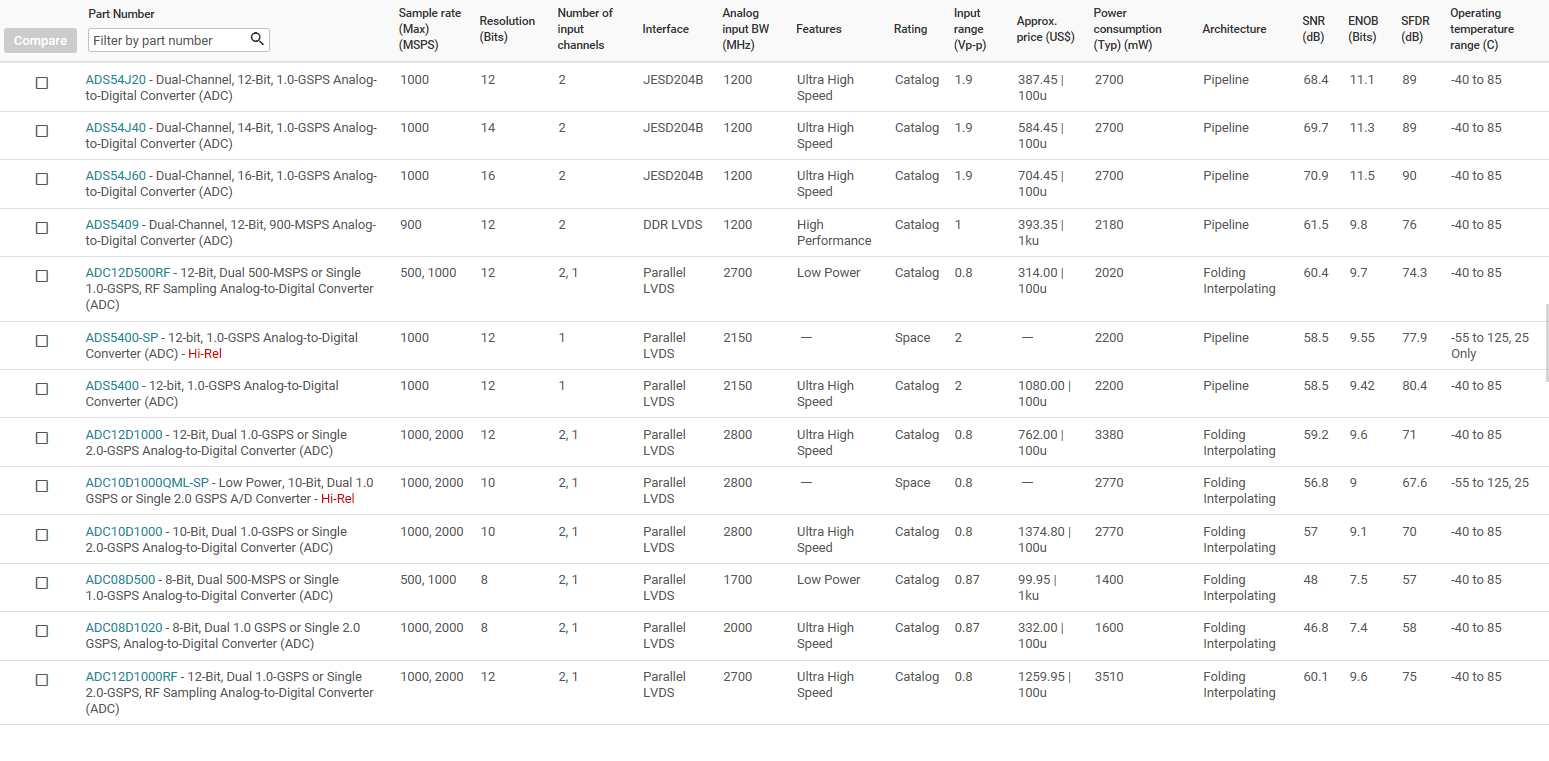 Part Number
Sample rate (Max) (MSPS)
Resolution (Bits)
Number of input channels
Interface
Analog input BW (MHz)
Features
Rating
Input range (Vp-p)
Approx. price (US$)
Power consumption (Typ) (mW)
Architecture
SNR (dB)
ENOB (Bits)
SFDR (dB)
Operating temperature range (C)
Compare
Filter by part number
ADS54J20 - Dual-Channel, 12-Bit, 1.0-GSPS Analog- 1000 12 2 JESD204B 1200 Ultra High Catalog 1.9 387.45 | 2700 Pipeline 68.4 11.1 89 -40 to 85
to-Digital Converter (ADC) Speed 100u
ADS54J40 - Dual-Channel, 14-Bit, 1.0-GSPS Analog- 1000 14 2 JESD204B 1200 Ultra High Catalog 1.9 584.45 | 2700 Pipeline 69.7 11.3 89 -40 to 85
to-Digital Converter (ADC) Speed 100u
ADS54J60 - Dual-Channel, 16-Bit, 1.0-GSPS Analog- 1000 16 2 JESD204B 1200 Ultra High Catalog 1.9 704.45 | 2700 Pipeline 70.9 11.5 90 -40 to 85
to-Digital Converter (ADC) Speed 100u
ADS5409 - Dual-Channel, 12-Bit, 900-MSPS Analog- 900 12 2 DDR LVDS 1200 High Catalog 1 393.35 | 2180 Pipeline 61.5 9.8 76 -40 to 85
to-Digital Converter (ADC) Performance 1ku
ADC12D500RF - 12-Bit, Dual 500-MSPS or Single 500, 1000 12 2, 1 Parallel 2700 Low Power Catalog 0.8 314.00 | 2020 Folding 60.4 9.7 74.3 -40 to 85
1.0-GSPS, RF Sampling Analog-to-Digital Converter LVDS 100u Interpolating
(ADC)
ADS5400-SP - 12-bit, 1.0-GSPS Analog-to-Digital 1000 12 1 Parallel 2150 — Space 2 — 2200 Pipeline 58.5 9.55 77.9 -55 to 125, 25
Converter (ADC) - Hi-Rel LVDS Only
ADS5400 - 12-bit, 1.0-GSPS Analog-to-Digital 1000 12 1 Parallel 2150 Ultra High Catalog 2 1080.00 | 2200 Pipeline 58.5 9.42 80.4 -40 to 85
Converter (ADC) LVDS Speed 100u
ADC12D1000 - 12-Bit, Dual 1.0-GSPS or Single 1000, 2000 12 2, 1 Parallel 2800 Ultra High Catalog 0.8 762.00 | 3380 Folding 59.2 9.6 71 -40 to 85
2.0-GSPS Analog-to-Digital Converter (ADC) LVDS Speed 100u Interpolating
ADC10D1000QML-SP - Low Power, 10-Bit, Dual 1.0 1000, 2000 10 2, 1 Parallel 2800 — Space 0.8 — 2770 Folding 56.8 9 67.6 -55 to 125, 25
GSPS or Single 2.0 GSPS A/D Converter - Hi-Rel LVDS Interpolating
ADC10D1000 - 10-Bit, Dual 1.0-GSPS or Single 1000, 2000 10 2, 1 Parallel 2800 Ultra High Catalog 0.8 1374.80 | 2770 Folding 57 9.1 70 -40 to 85
2.0-GSPS Analog-to-Digital Converter (ADC) LVDS Speed 100u Interpolating
ADC08D500 - 8-Bit, Dual 500-MSPS or Single 500, 1000 8 2, 1 Parallel 1700 Low Power Catalog 0.87 99.95 | 1400 Folding 48 7.5 57 -40 to 85
1.0-GSPS Analog-to-Digital Converter (ADC) LVDS 1ku Interpolating
ADC08D1020 - 8-Bit, Dual 1.0 GSPS or Single 2.0 1000, 2000 8 2, 1 Parallel 2000 Ultra High Catalog 0.87 332.00 | 1600 Folding 46.8 7.4 58 -40 to 85
GSPS, Analog-to-Digital Converter (ADC) LVDS Speed 100u Interpolating
ADC12D1000RF - 12-Bit, Dual 1.0-GSPS or Single 1000, 2000 12 2, 1 Parallel 2700 Ultra High Catalog 0.8 1259.95 | 3510 Folding 60.1 9.6 75 -40 to 85
2.0-GSPS, RF Sampling Analog-to-Digital Converter LVDS Speed 100u Interpolating
(ADC)